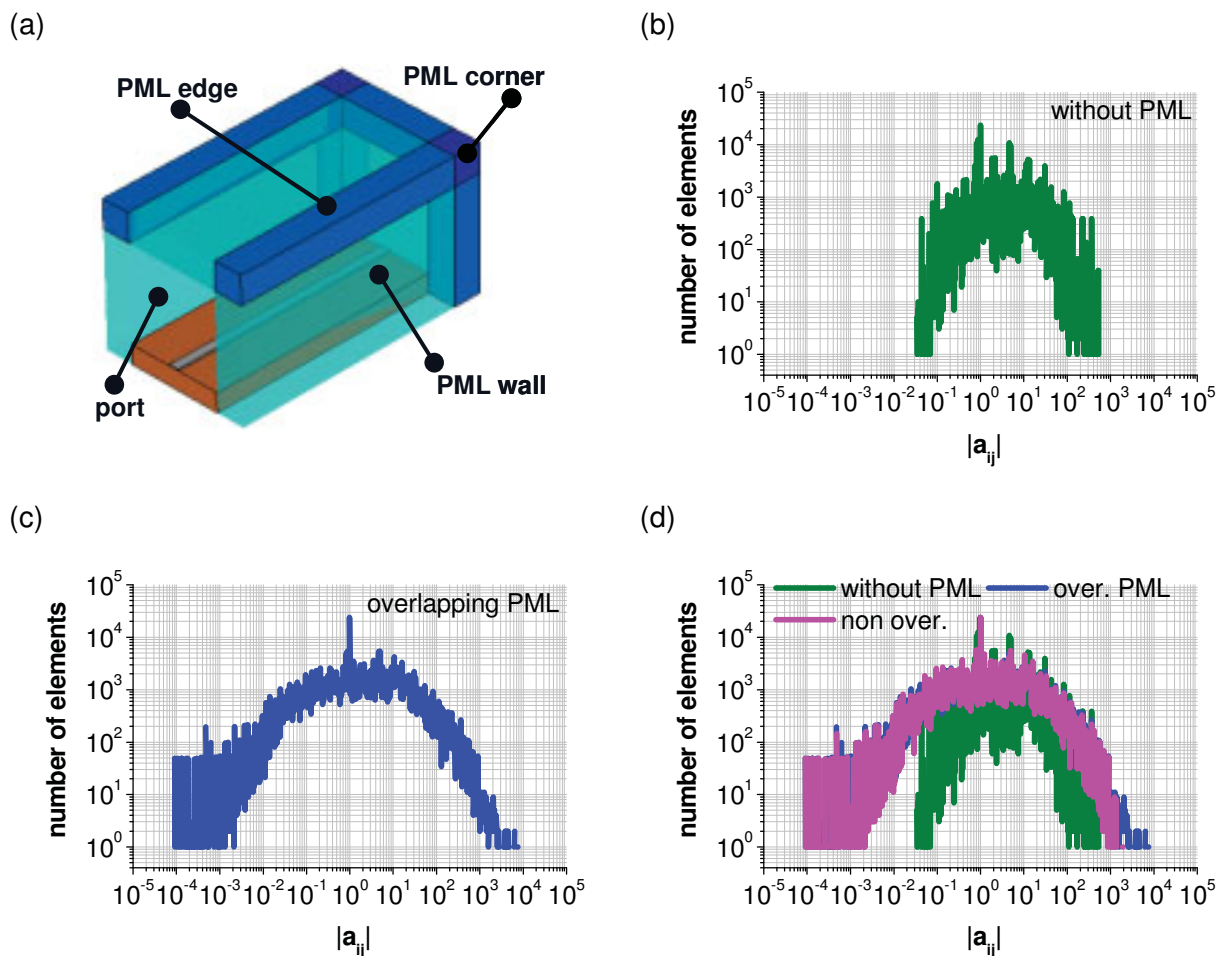 (a)
PML edge
PML corner
port
PML wall
(b)
without PML
10^5
10^4
10^3
10^2
10^1
10^0
number of elements
10^-5 10^-4 10^-3 10^-2 10^-1 10^0 10^1 10^2 10^3 10^4 10^5
|a_ij|
(c)
overlapping PML
10^5
10^4
10^3
10^2
10^1
10^0
number of elements
10^-5 10^-4 10^-3 10^-2 10^-1 10^0 10^1 10^2 10^3 10^4 10^5
|a_ij|
(d)
without PML over. PML
non over.
10^5
10^4
10^3
10^2
10^1
10^0
number of elements
10^-5 10^-4 10^-3 10^-2 10^-1 10^0 10^1 10^2 10^3 10^4 10^5
|a_ij|